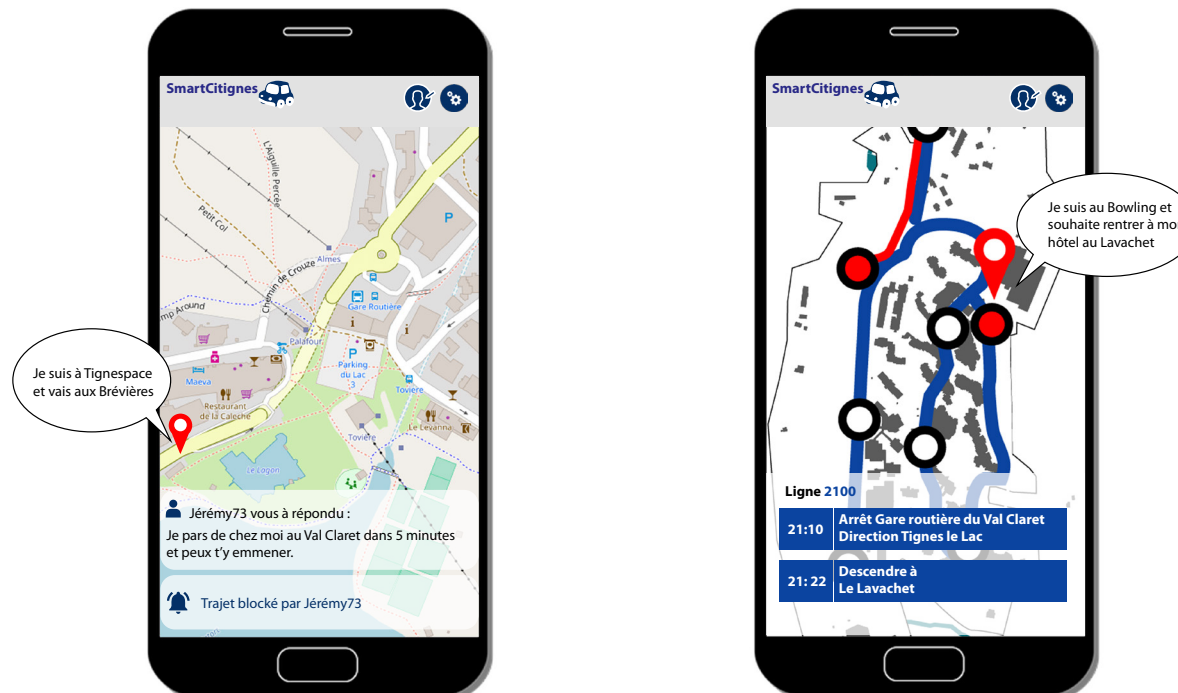 SmartCitignes
L'Aiguille Percée
Petit Col
P
Almes
Chemin de Crouze
mp Around
Gare Routière
i
i
Palafour
P
Parking
du Lac
3
Maeva
Tovière
Restaurant
de la Calèche
Le Levanna
Tovière
Le Lagon
Je suis à Tignespace
et vais aux Brévières
Jérémy73 vous à répondu :
Je pars de chez moi au Val Claret dans 5 minutes
et peux t'y emmener.
Trajet blocké par Jérémy73
SmartCitignes
Je suis au Bowling et
souhaite rentrer à mo
hôtel au Lavachet
Ligne 2100
21:10
Arrêt Gare routière du Val Claret
Direction Tignes le Lac
21: 22
Descendre à
Le Lavachet